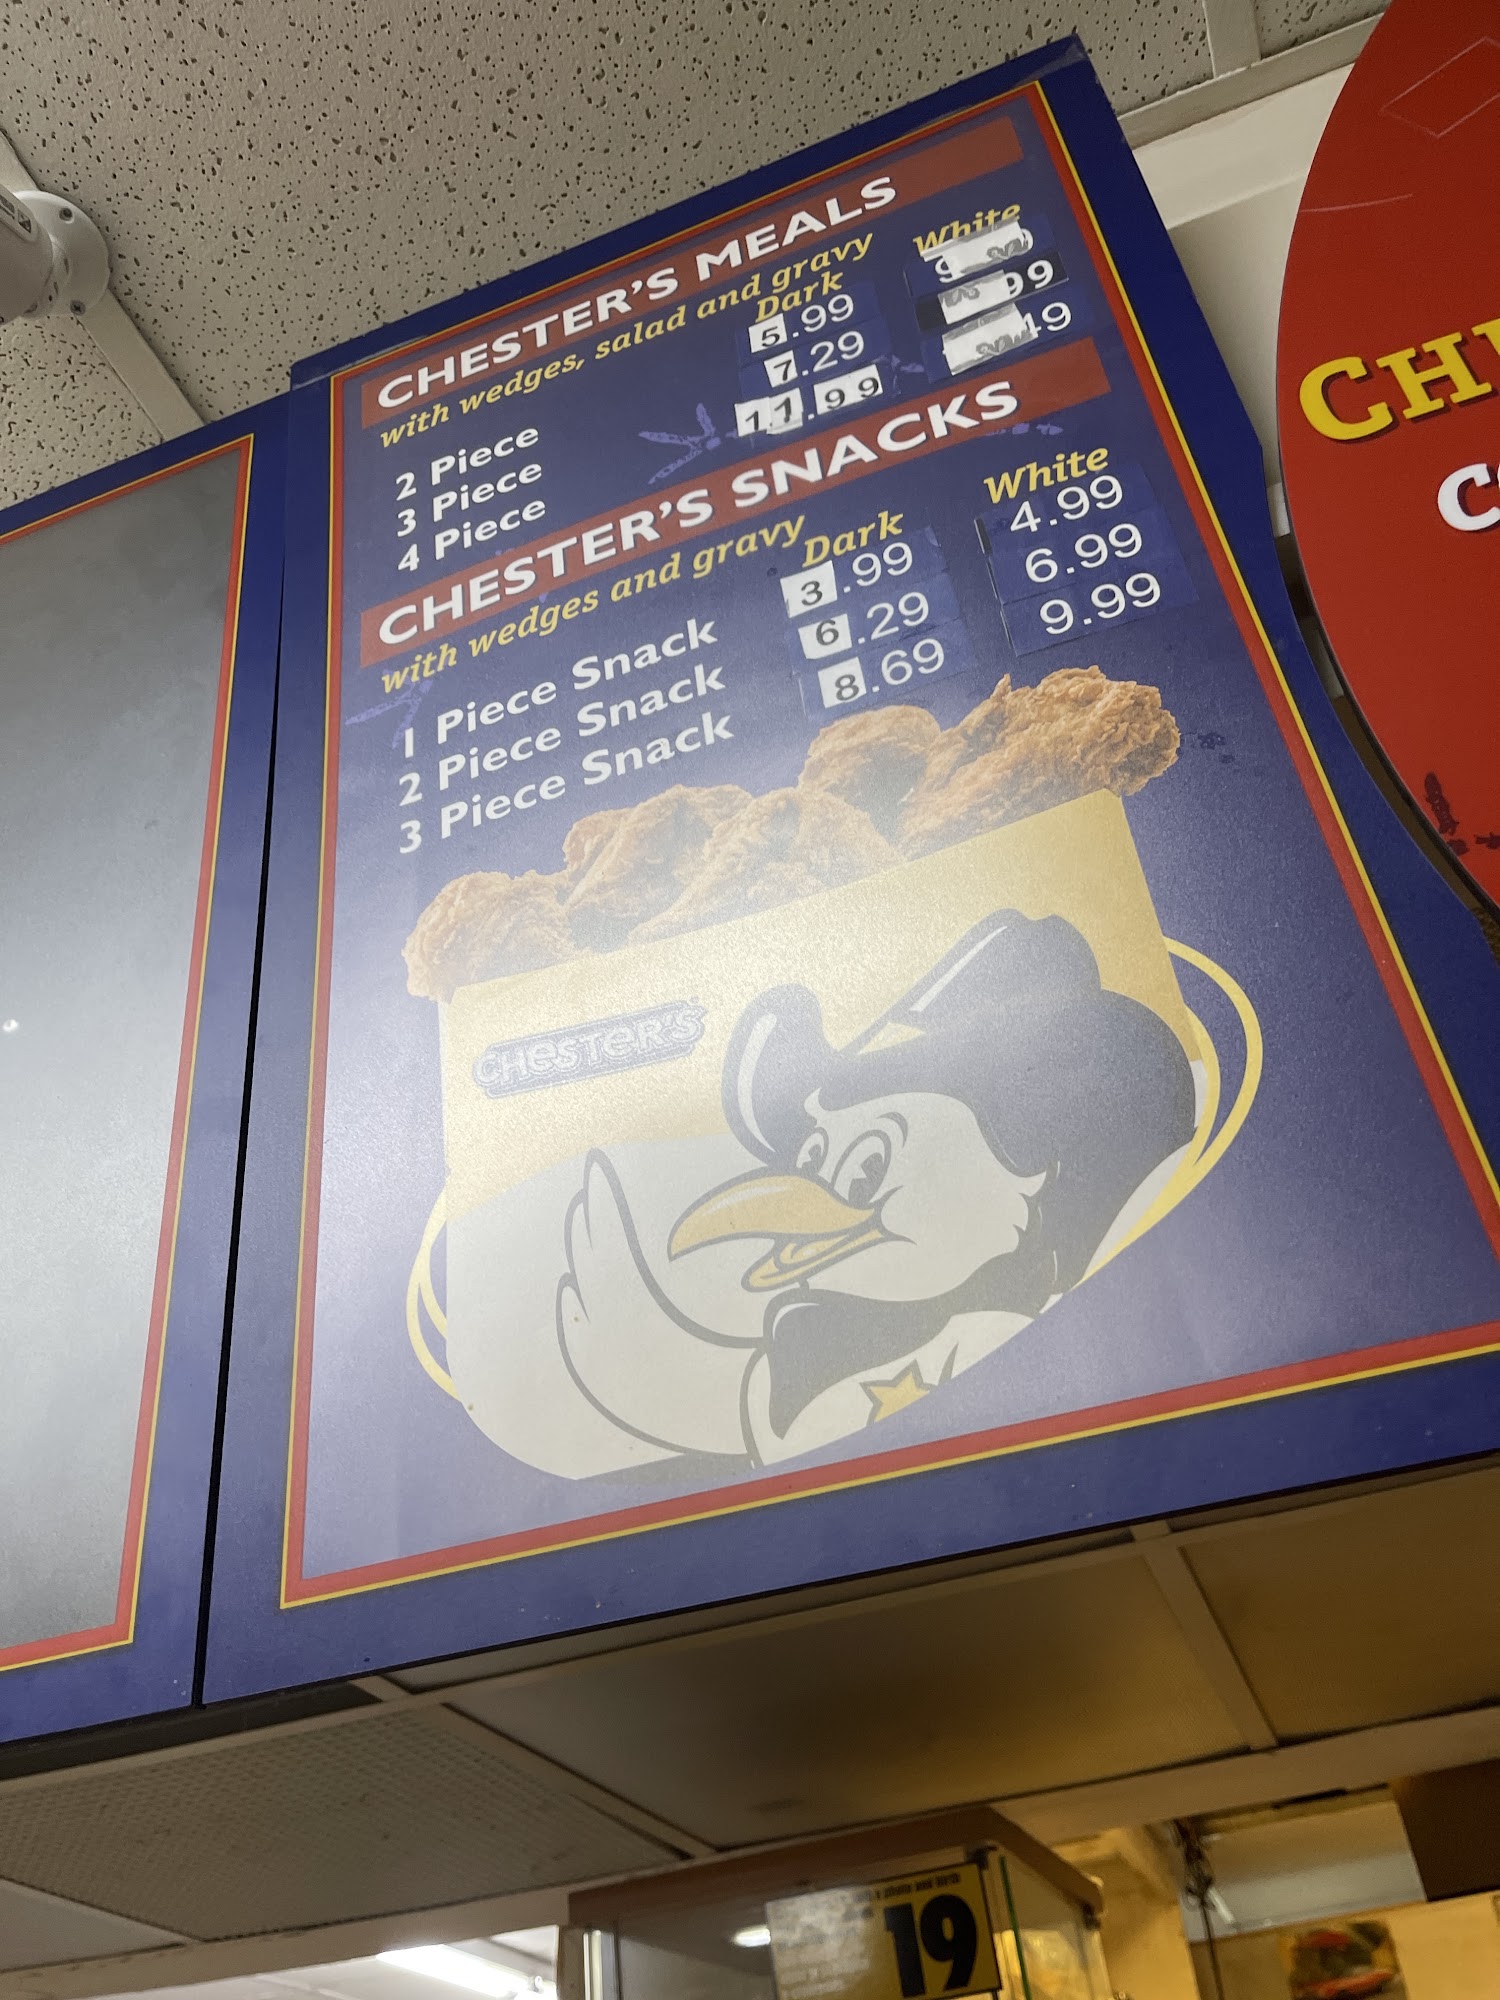 CHESTER'S MEALS
with wedges, salad and gravy
Dark White
2 Piece 5.99
3 Piece 7.29
4 Piece 11.99
CHESTER'S SNACKS
with wedges and gravy
Dark White
1 Piece Snack 3.99 4.99
2 Piece Snack 6.29 6.99
3 Piece Snack 8.69 9.99
CHESTER'S
19